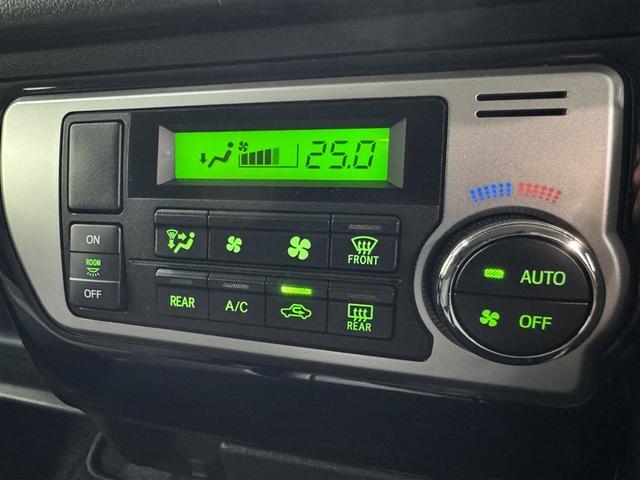 25.0
ON
ROOM
OFF
FRONT
REAR
A/C
REAR
AUTO
OFF